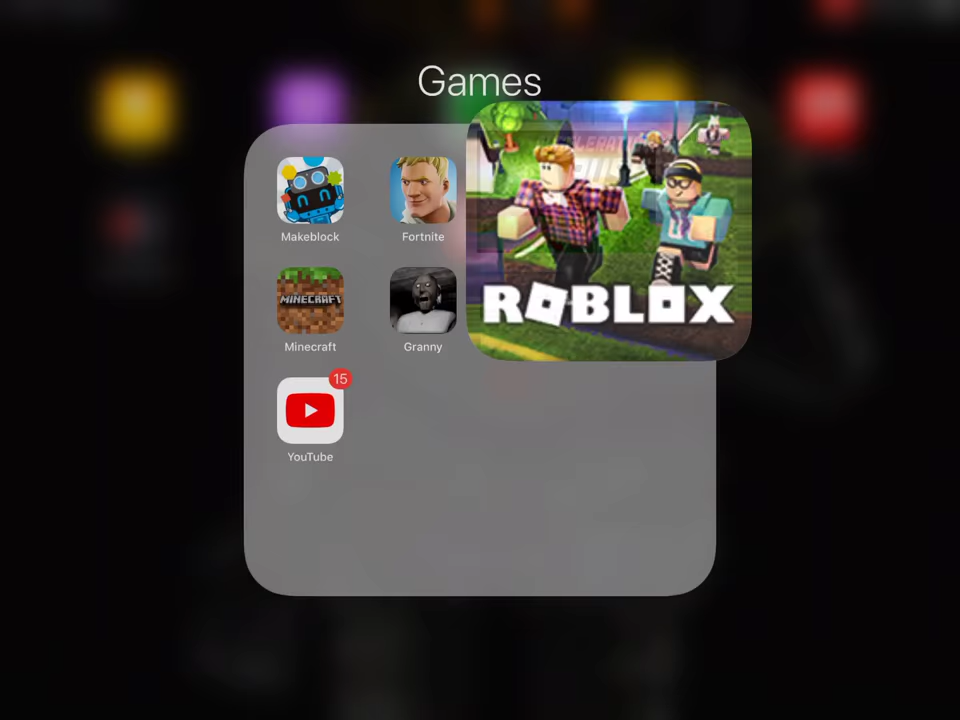 Games
Makeblock
Fortnite
ROBLOX
MINECRAFT
Minecraft
Granny
15
YouTube